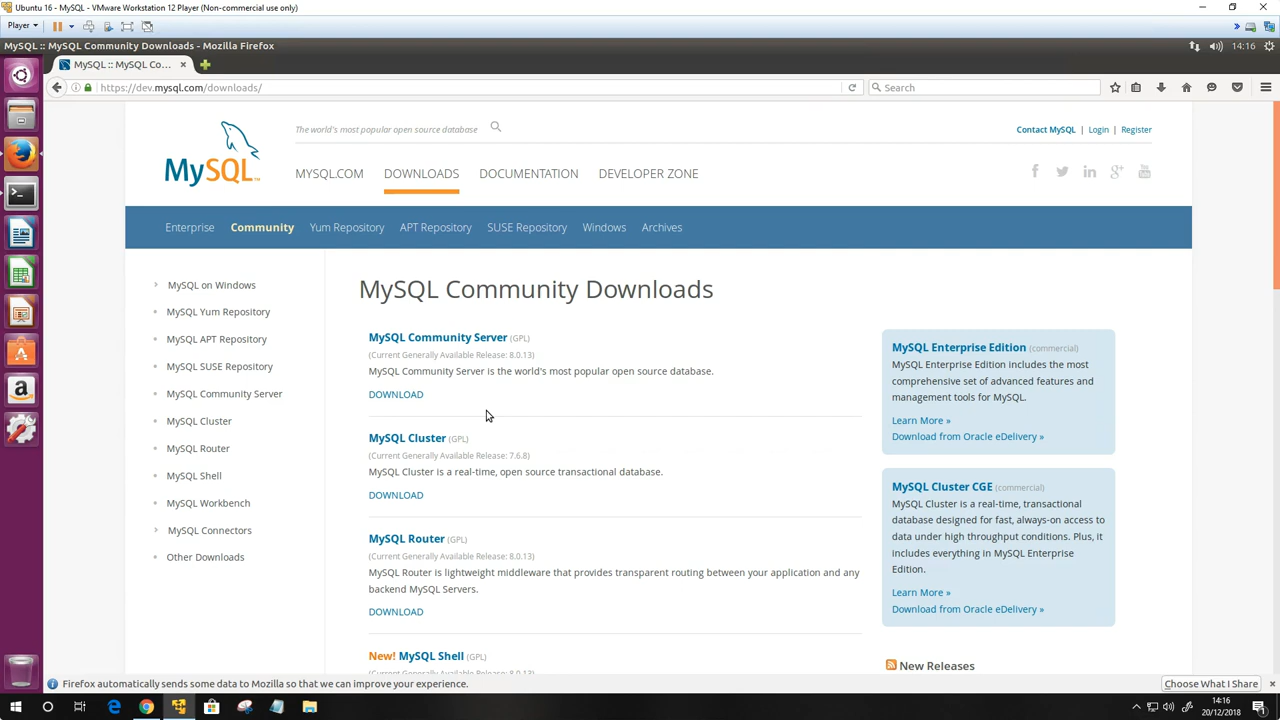 Ubuntu 16 - MySQL - VMware Workstation 12 Player (Non-commercial use only)
Player
MySQL :: MySQL Community Downloads - Mozilla Firefox
14:16
MySQL :: MySQL Co...
https://dev.mysql.com/downloads/
Search
The world's most popular open source database
Contact MySQL | Login | Register
MySQL™
MYSQL.COM DOWNLOADS DOCUMENTATION DEVELOPER ZONE
Enterprise Community Yum Repository APT Repository SUSE Repository Windows Archives
MySQL on Windows
MySQL Yum Repository
MySQL APT Repository
MySQL SUSE Repository
MySQL Community Server
MySQL Cluster
MySQL Router
MySQL Shell
MySQL Workbench
MySQL Connectors
Other Downloads
MySQL Community Downloads
MySQL Community Server (GPL)
(Current Generally Available Release: 8.0.13)
MySQL Community Server is the world's most popular open source database.
DOWNLOAD
MySQL Cluster (GPL)
(Current Generally Available Release: 7.6.8)
MySQL Cluster is a real-time, open source transactional database.
DOWNLOAD
MySQL Router (GPL)
(Current Generally Available Release: 8.0.13)
MySQL Router is lightweight middleware that provides transparent routing between your application and any
backend MySQL Servers.
DOWNLOAD
New! MySQL Shell (GPL)
(Current Generally Available Release: 8.0.13)
MySQL Enterprise Edition (commercial)
MySQL Enterprise Edition includes the most
comprehensive set of advanced features and
management tools for MySQL.
Learn More »
Download from Oracle eDelivery »
MySQL Cluster CGE (commercial)
MySQL Cluster is a real-time, transactional
database designed for fast, always-on access to
data under high throughput conditions. Plus, it
includes everything in MySQL Enterprise
Edition.
Learn More »
Download from Oracle eDelivery »
New Releases
Firefox automatically sends some data to Mozilla so that we can improve your experience.
Choose What I Share
14:16
20/12/2018